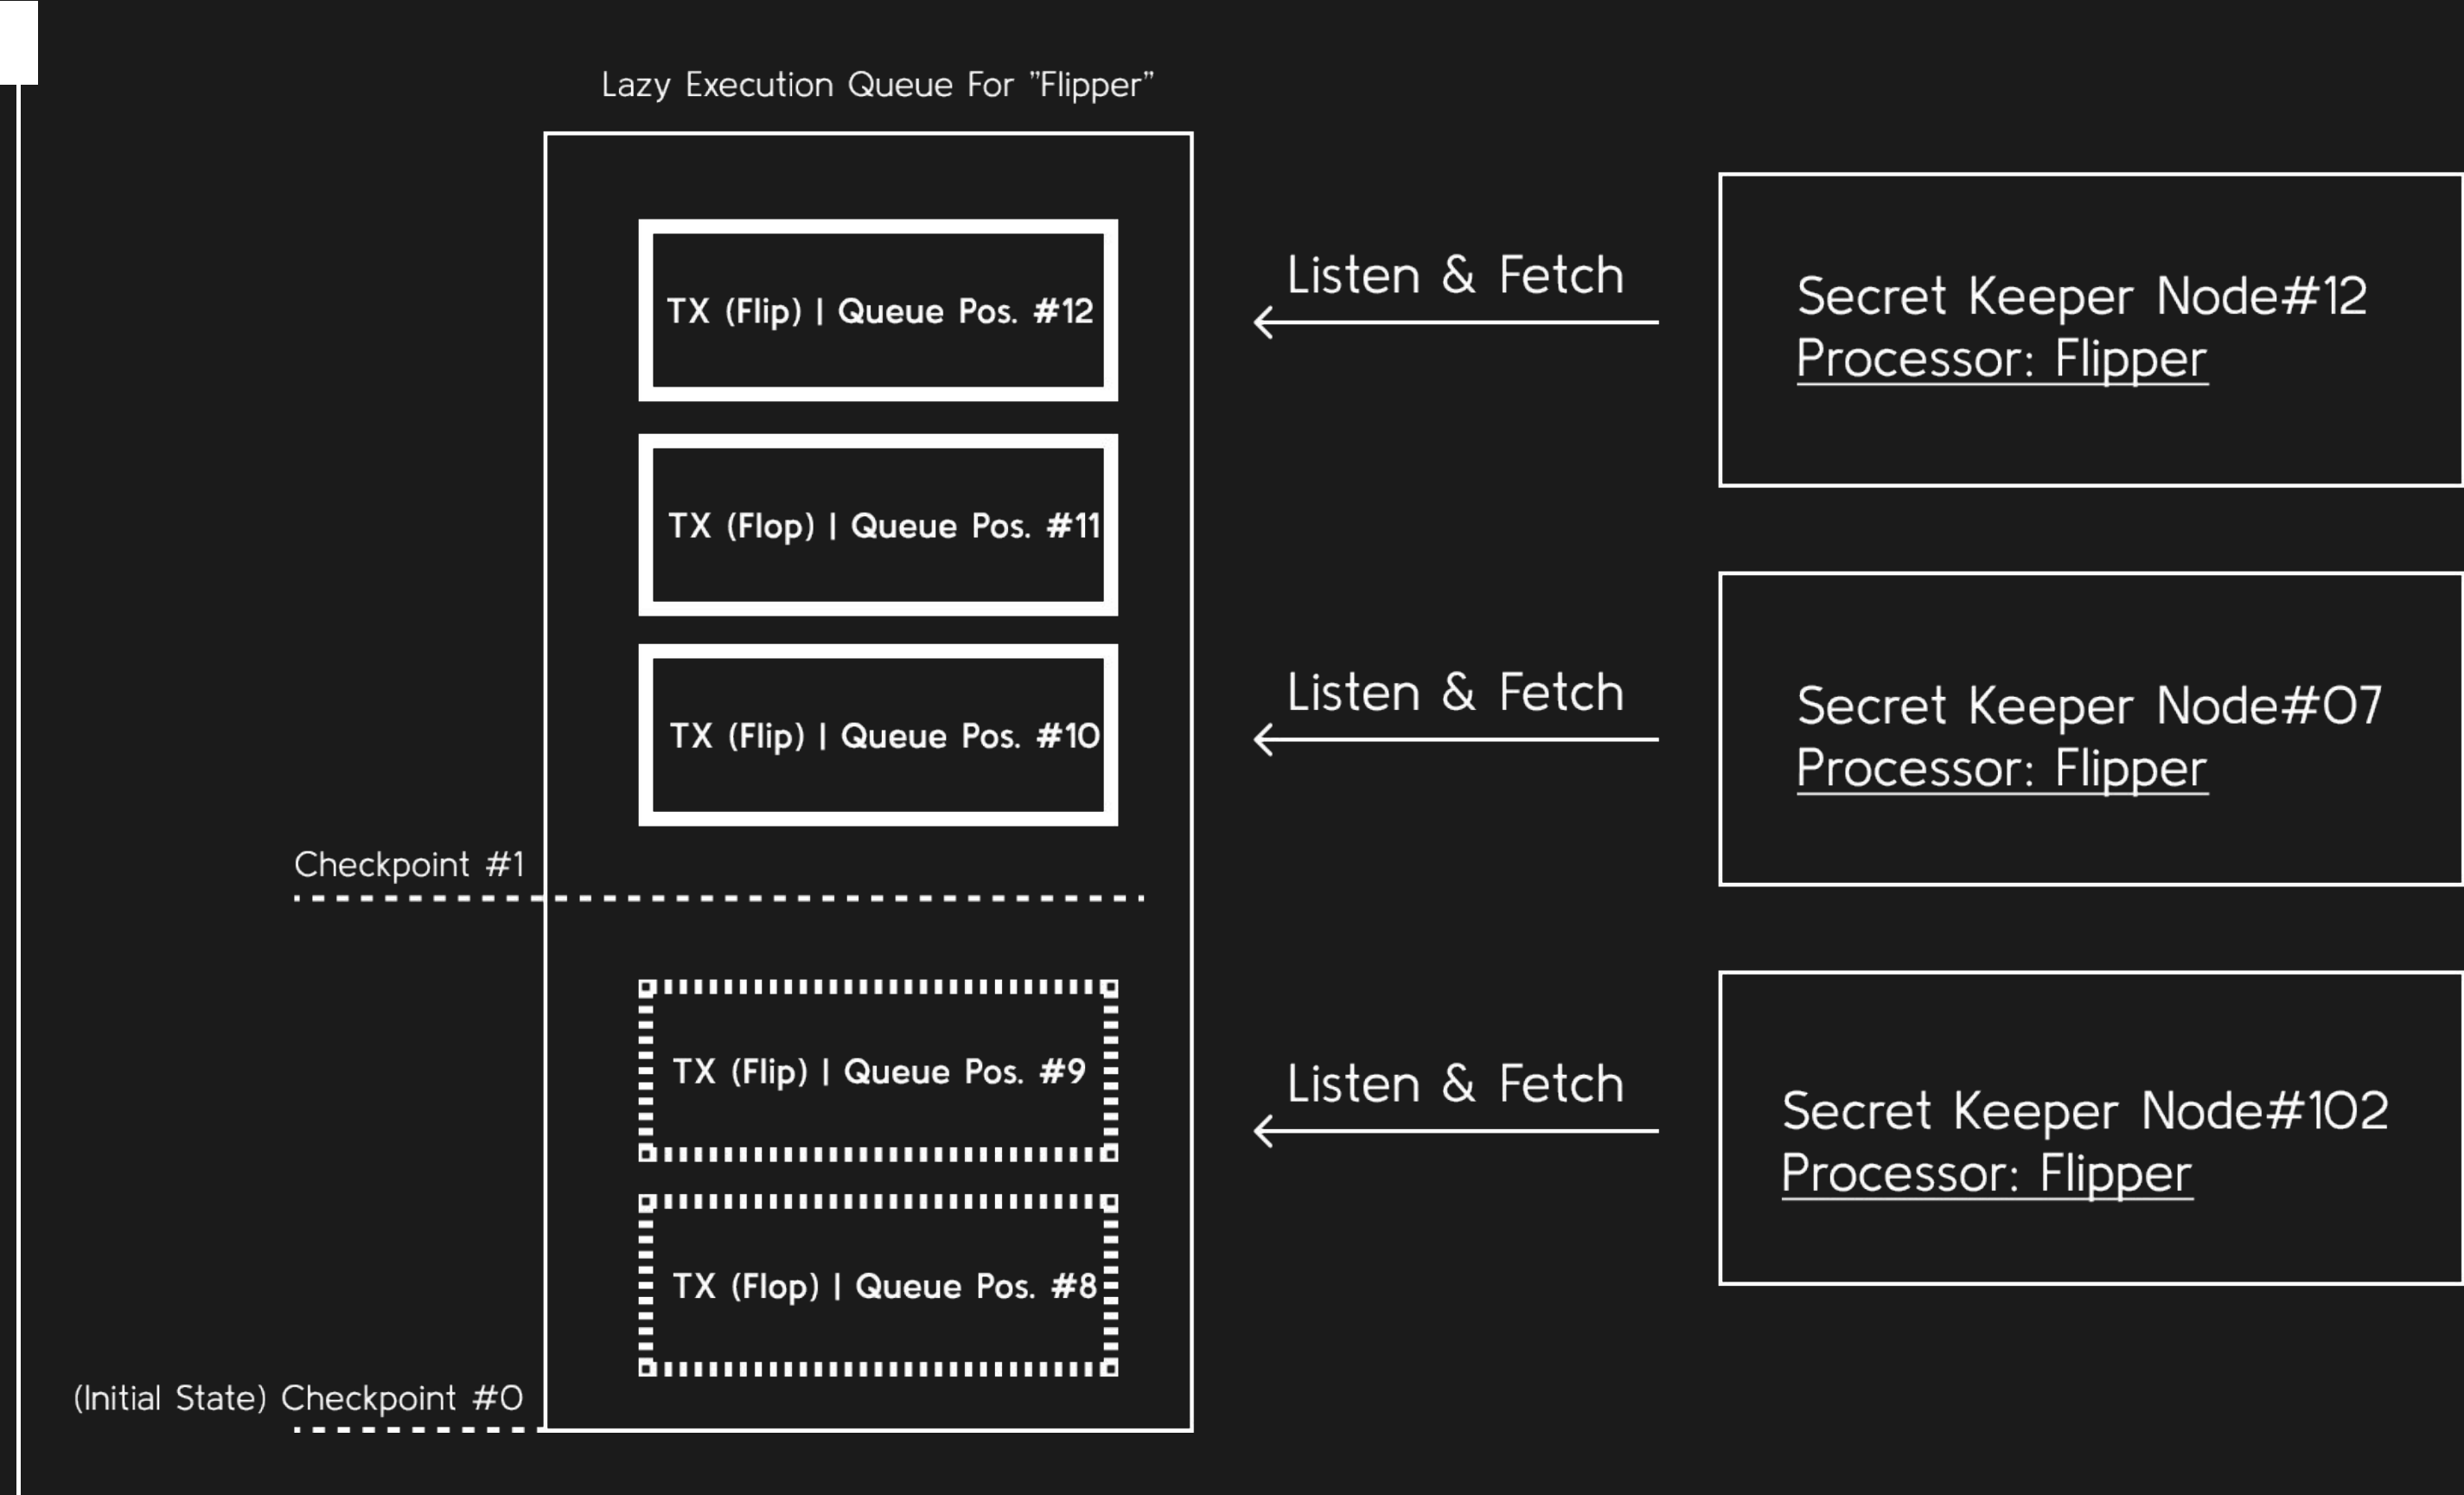 Lazy Execution Queue For ”Flipper”
TX (Flip) | Queue Pos. #12
Listen & Fetch
Secret Keeper Node#12
Processor: Flipper
TX (Flop) | Queue Pos. #11
TX (Flip) | Queue Pos. #10
Listen & Fetch
Secret Keeper Node#07
Processor: Flipper
Checkpoint #1
TX (Flip) | Queue Pos. #9
Listen & Fetch
Secret Keeper Node#102
Processor: Flipper
TX (Flop) | Queue Pos. #8
(Initial State) Checkpoint #0